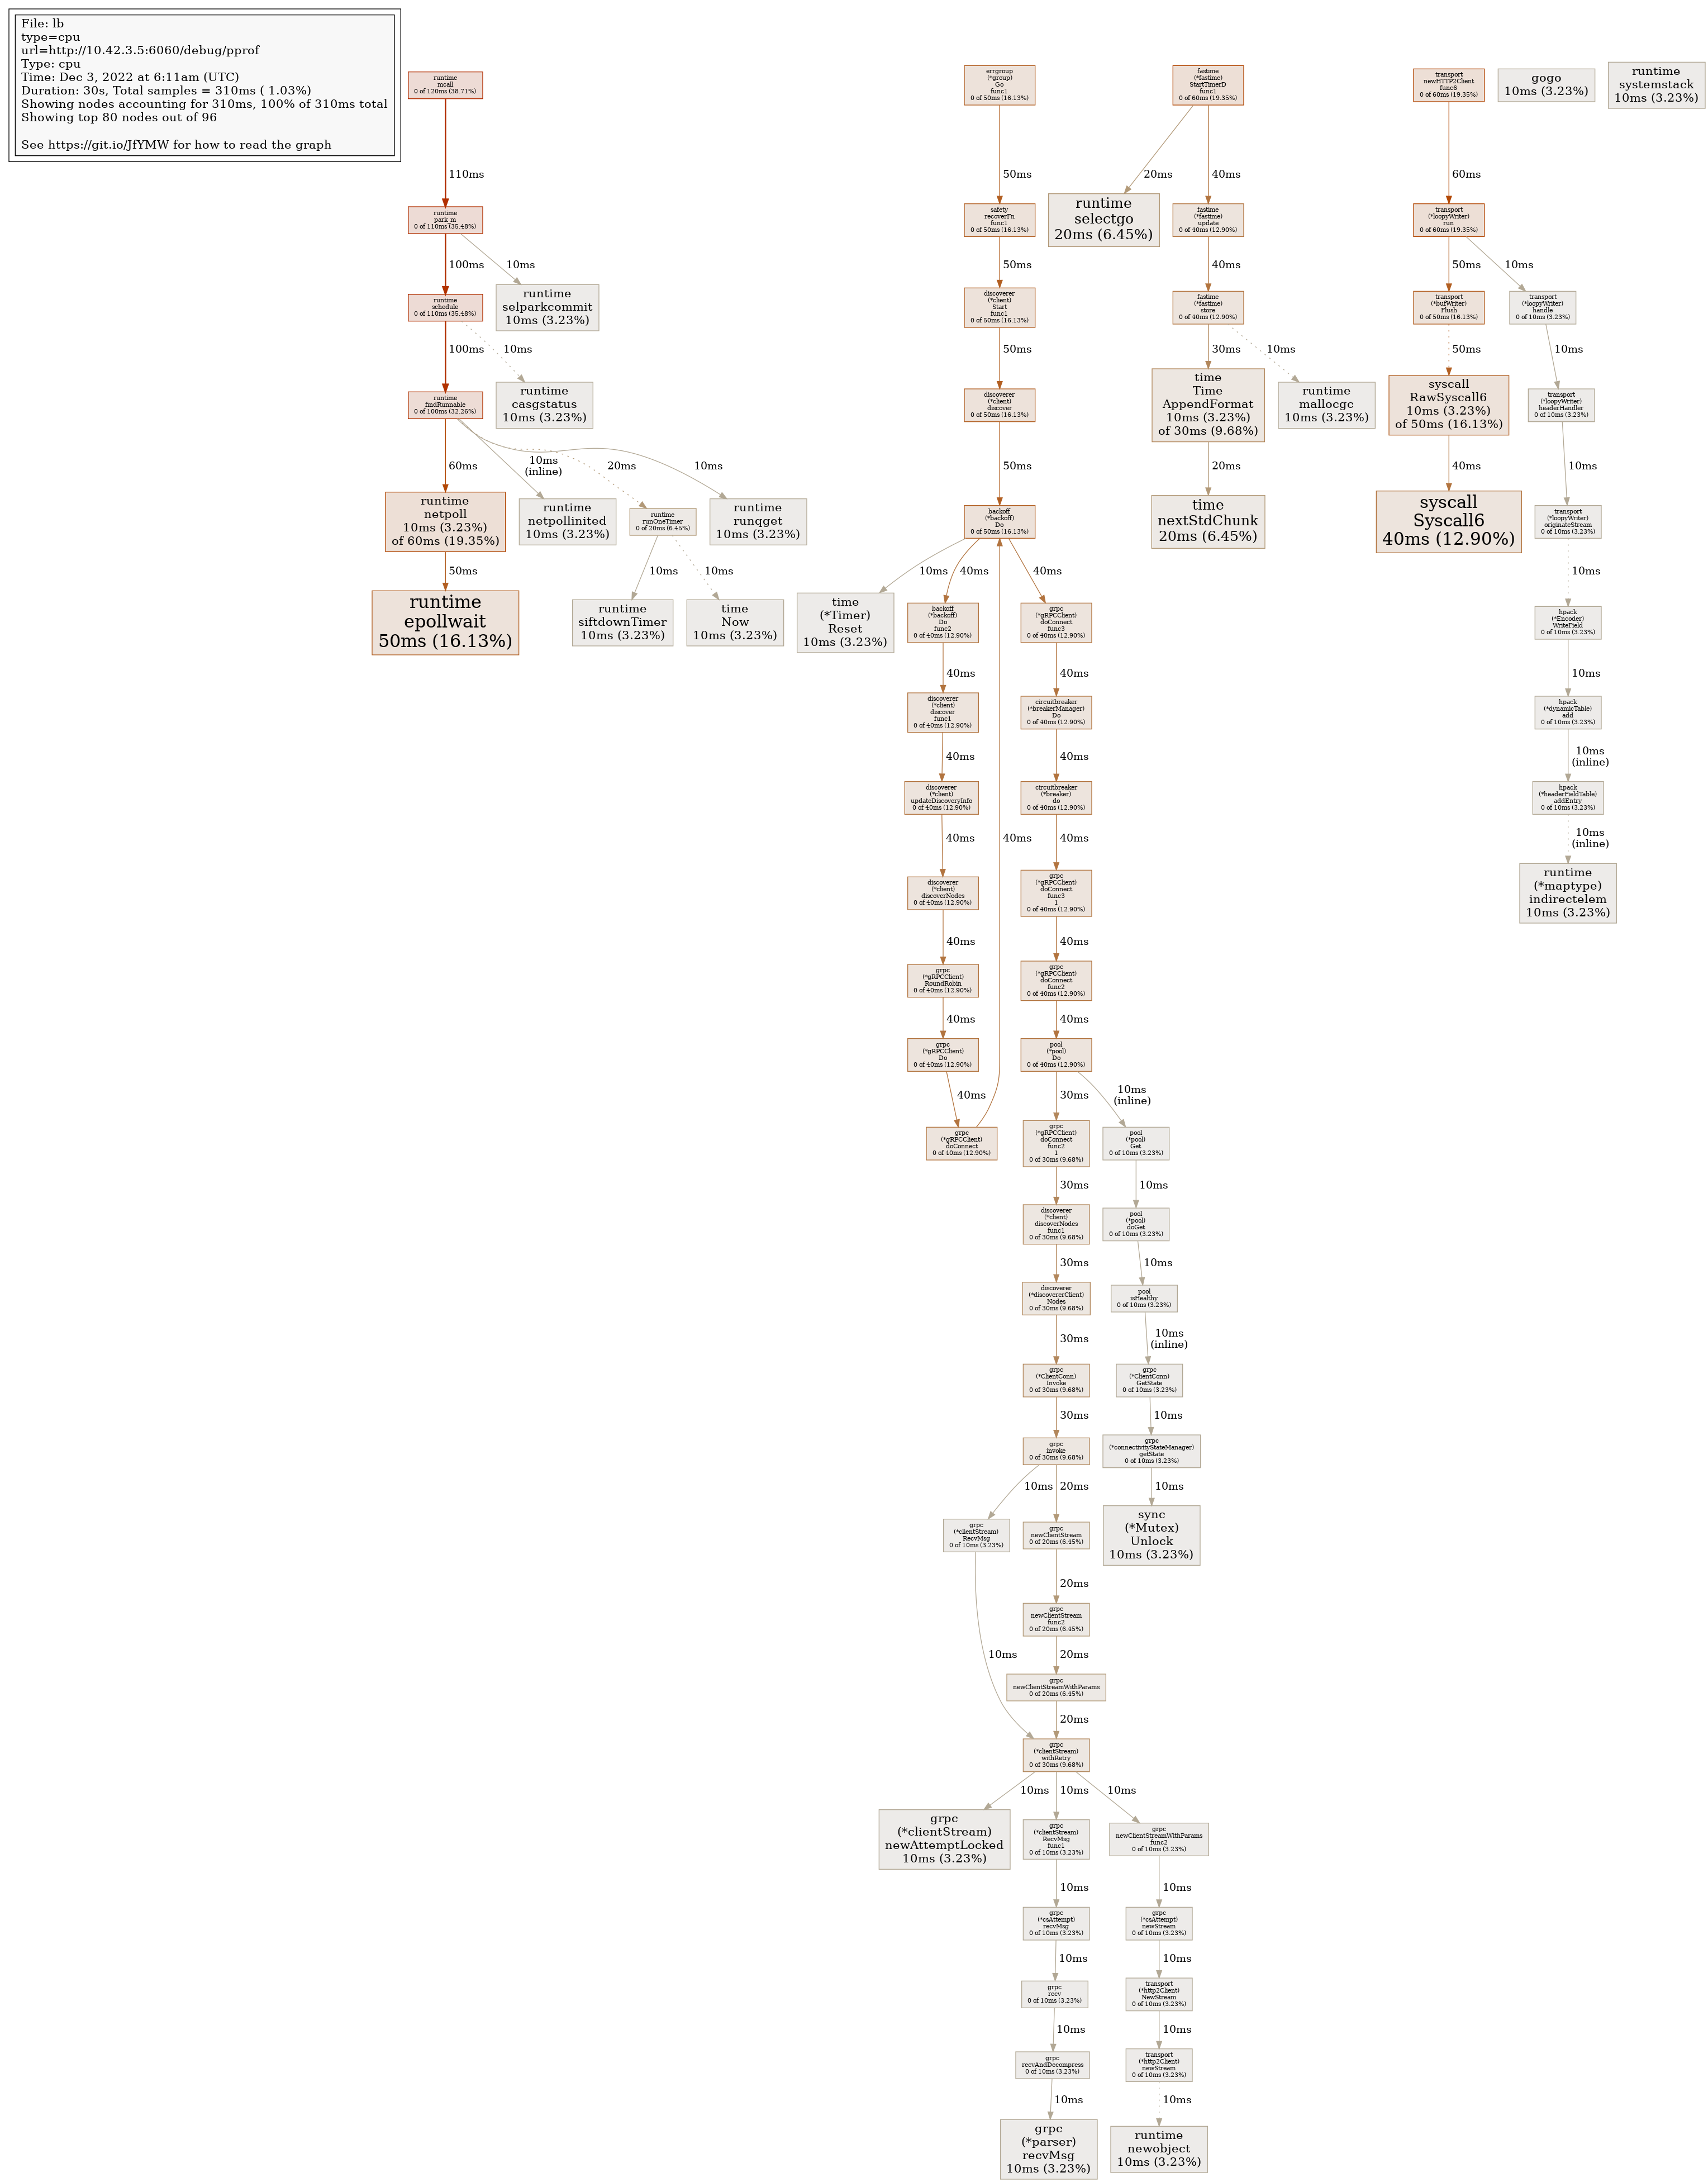 File: lb
type=cpu
url=http://10.42.3.5:6060/debug/pprof
Type: cpu
Time: Dec 3, 2022 at 6:11am (UTC)
Duration: 30s, Total samples = 310ms ( 1.03%)
Showing nodes accounting for 310ms, 100% of 310ms total
Showing top 80 nodes out of 96
See https://git.io/JfYMW for how to read the graph
runtime
mcall
0 of 120ms (38.71%)
110ms
runtime
park_m
0 of 110ms (35.48%)
100ms
10ms
runtime
schedule
0 of 110ms (35.48%)
runtime
selparkcommit
10ms (3.23%)
100ms
10ms
runtime
findRunnable
0 of 100ms (32.26%)
runtime
casgstatus
10ms (3.23%)
60ms
10ms
(inline)
20ms
10ms
runtime
netpoll
10ms (3.23%)
of 60ms (19.35%)
runtime
netpollinited
10ms (3.23%)
runtime
runOneTimer
0 of 20ms (6.45%)
runtime
runqget
10ms (3.23%)
50ms
10ms
10ms
runtime
epollwait
50ms (16.13%)
runtime
siftdownTimer
10ms (3.23%)
time
Now
10ms (3.23%)
errgroup
(*group)
Go
func1
0 of 50ms (16.13%)
50ms
safety
recoverFn
func1
0 of 50ms (16.13%)
50ms
discoverer
(*client)
Start
func1
0 of 50ms (16.13%)
50ms
discoverer
(*client)
discover
0 of 50ms (16.13%)
50ms
backoff
(*backoff)
Do
0 of 50ms (16.13%)
10ms
40ms
40ms
time
(*Timer)
Reset
10ms (3.23%)
backoff
(*backoff)
Do
func2
0 of 40ms (12.90%)
40ms
discoverer
(*client)
discover
func1
0 of 40ms (12.90%)
40ms
discoverer
(*client)
updateDiscoveryInfo
0 of 40ms (12.90%)
40ms
discoverer
(*client)
discoverNodes
0 of 40ms (12.90%)
40ms
grpc
(*gRPCClient)
RoundRobin
0 of 40ms (12.90%)
40ms
grpc
(*gRPCClient)
Do
0 of 40ms (12.90%)
40ms
grpc
(*gRPCClient)
doConnect
0 of 40ms (12.90%)
40ms
grpc
(*gRPCClient)
doConnect
func3
0 of 40ms (12.90%)
40ms
circuitbreaker
(*breakerManager)
Do
0 of 40ms (12.90%)
40ms
circuitbreaker
(*breaker)
do
0 of 40ms (12.90%)
40ms
grpc
(*gRPCClient)
doConnect
func3
1
0 of 40ms (12.90%)
40ms
grpc
(*gRPCClient)
doConnect
func2
0 of 40ms (12.90%)
40ms
pool
(*pool)
Do
0 of 40ms (12.90%)
30ms
10ms
(inline)
grpc
(*gRPCClient)
doConnect
func2
1
0 of 30ms (9.68%)
30ms
discoverer
(*client)
discoverNodes
func1
0 of 30ms (9.68%)
30ms
discoverer
(*discovererClient)
Nodes
0 of 30ms (9.68%)
30ms
grpc
(*ClientConn)
Invoke
0 of 30ms (9.68%)
30ms
grpc
invoke
0 of 30ms (9.68%)
10ms
20ms
pool
(*pool)
Get
0 of 10ms (3.23%)
10ms
pool
(*pool)
doGet
0 of 10ms (3.23%)
10ms
pool
isHealthy
0 of 10ms (3.23%)
10ms
(inline)
grpc
(*ClientConn)
GetState
0 of 10ms (3.23%)
10ms
grpc
(*connectivityStateManager)
getState
0 of 10ms (3.23%)
10ms
sync
(*Mutex)
Unlock
10ms (3.23%)
grpc
(*clientStream)
RecvMsg
0 of 10ms (3.23%)
10ms
grpc
newClientStream
0 of 20ms (6.45%)
20ms
grpc
newClientStream
func2
0 of 20ms (6.45%)
20ms
grpc
newClientStreamWithParams
0 of 20ms (6.45%)
20ms
grpc
(*clientStream)
withRetry
0 of 30ms (9.68%)
10ms
10ms
10ms
grpc
(*clientStream)
newAttemptLocked
10ms (3.23%)
grpc
(*clientStream)
RecvMsg
func1
0 of 10ms (3.23%)
10ms
grpc
(*csAttempt)
recvMsg
0 of 10ms (3.23%)
10ms
grpc
recv
0 of 10ms (3.23%)
10ms
grpc
recvAndDecompress
0 of 10ms (3.23%)
10ms
grpc
(*parser)
recvMsg
10ms (3.23%)
grpc
newClientStreamWithParams
func2
0 of 10ms (3.23%)
10ms
grpc
(*csAttempt)
newStream
0 of 10ms (3.23%)
10ms
transport
(*http2Client)
NewStream
0 of 10ms (3.23%)
10ms
transport
(*http2Client)
newStream
0 of 10ms (3.23%)
10ms
runtime
newobject
10ms (3.23%)
fastime
(*fastime)
StartTimerD
func1
0 of 60ms (19.35%)
20ms
40ms
runtime
selectgo
20ms (6.45%)
fastime
(*fastime)
update
0 of 40ms (12.90%)
40ms
fastime
(*fastime)
store
0 of 40ms (12.90%)
30ms
10ms
time
Time
AppendFormat
10ms (3.23%)
of 30ms (9.68%)
runtime
mallocgc
10ms (3.23%)
20ms
time
nextStdChunk
20ms (6.45%)
transport
newHTTP2Client
func6
0 of 60ms (19.35%)
60ms
transport
(*loopyWriter)
run
0 of 60ms (19.35%)
50ms
10ms
transport
(*bufWriter)
Flush
0 of 50ms (16.13%)
50ms
syscall
RawSyscall6
10ms (3.23%)
of 50ms (16.13%)
40ms
syscall
Syscall6
40ms (12.90%)
transport
(*loopyWriter)
handle
0 of 10ms (3.23%)
10ms
transport
(*loopyWriter)
headerHandler
0 of 10ms (3.23%)
10ms
transport
(*loopyWriter)
originateStream
0 of 10ms (3.23%)
10ms
hpack
(*Encoder)
WriteField
0 of 10ms (3.23%)
10ms
hpack
(*dynamicTable)
add
0 of 10ms (3.23%)
10ms
(inline)
hpack
(*headerFieldTable)
addEntry
0 of 10ms (3.23%)
10ms
(inline)
runtime
(*maptype)
indirectelem
10ms (3.23%)
gogo
10ms (3.23%)
runtime
systemstack
10ms (3.23%)